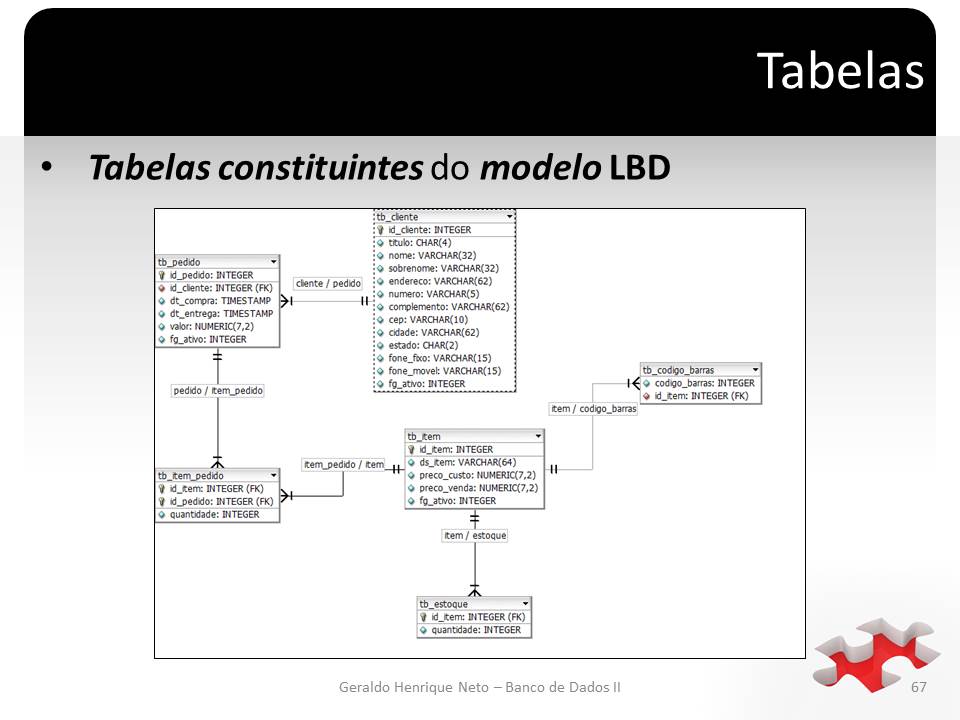 Tabelas
• Tabelas constituintes do modelo LBD
tb_cliente
id_cliente: INTEGER
titulo: CHAR(4)
nome: VARCHAR(32)
sobrenome: VARCHAR(32)
endereco: VARCHAR(62)
numero: VARCHAR(5)
complemento: VARCHAR(62)
cep: VARCHAR(10)
cidade: VARCHAR(62)
estado: CHAR(2)
fone_fixo: VARCHAR(15)
fone_movel: VARCHAR(15)
fg_ativo: INTEGER
tb_pedido
id_pedido: INTEGER
id_cliente: INTEGER (FK)
dt_compra: TIMESTAMP
dt_entrega: TIMESTAMP
valor: NUMERIC(7,2)
fg_ativo: INTEGER
cliente / pedido
pedido / item_pedido
tb_codigo_barras
codigo_barras: INTEGER
id_item: INTEGER (FK)
item / codigo_barras
tb_item
id_item: INTEGER
ds_item: VARCHAR(64)
preco_custo: NUMERIC(7,2)
preco_venda: NUMERIC(7,2)
fg_ativo: INTEGER
item_pedido / item
tb_item_pedido
id_item: INTEGER (FK)
id_pedido: INTEGER (FK)
quantidade: INTEGER
item / estoque
tb_estoque
id_item: INTEGER (FK)
quantidade: INTEGER
Geraldo Henrique Neto – Banco de Dados II
67